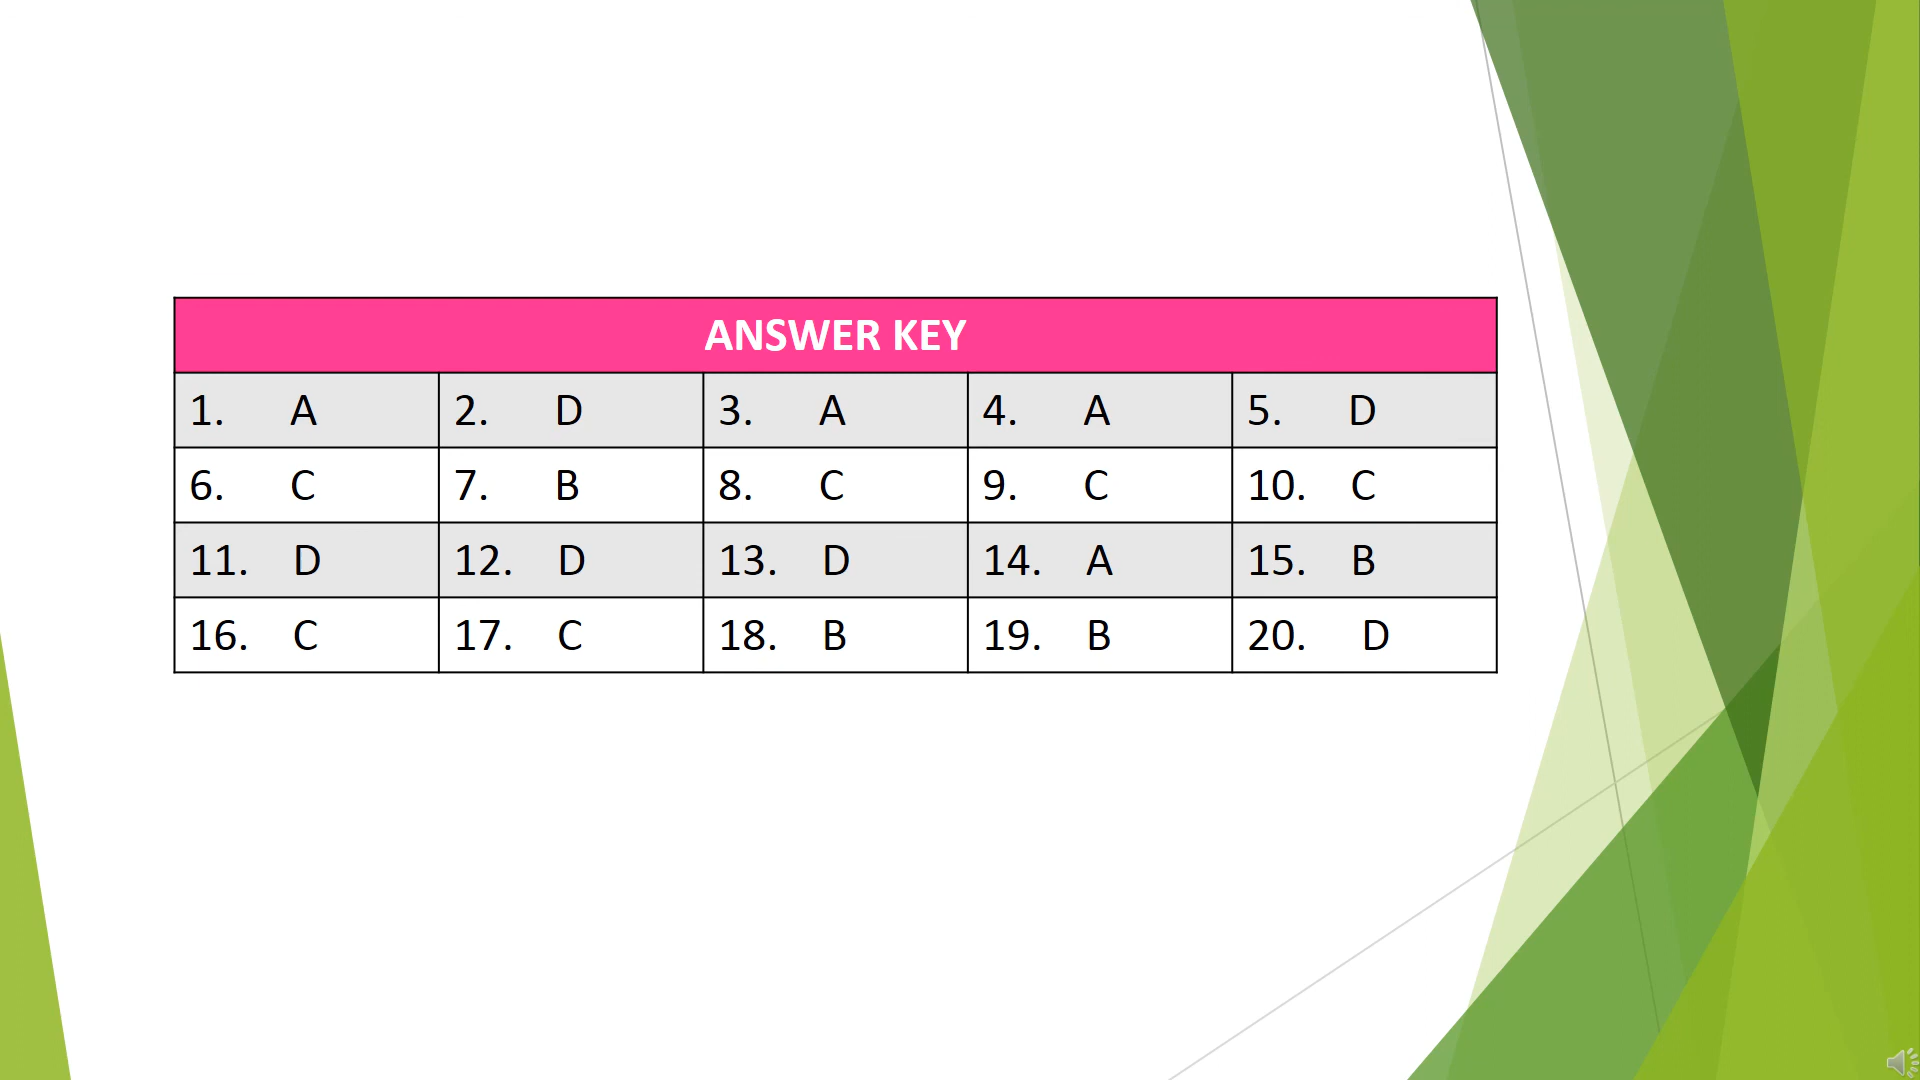 ANSWER KEY
1. A 2. D 3. A 4. A 5. D
6. C 7. B 8. C 9. C 10. C
11. D 12. D 13. D 14. A 15. B
16. C 17. C 18. B 19. B 20. D